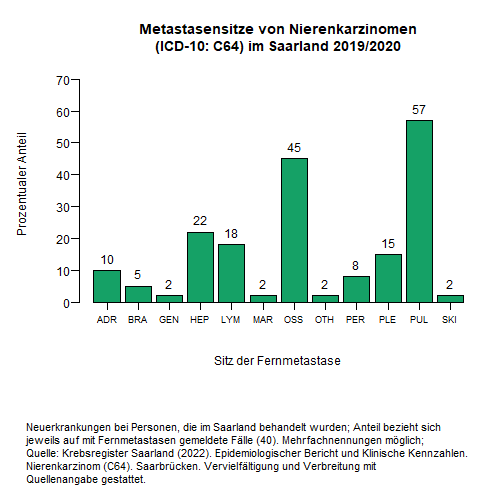 Metastasensitze von Nierenkarzinomen
(ICD-10: C64) im Saarland 2019/2020
Prozentualer Anteil
70
60
50
40
30
20
10
0
10
5
2
22
18
2
45
2
8
15
57
2
ADR BRA GEN HEP LYM MAR OSS OTH PER PLE PUL SKI
Sitz der Fernmetastase
Neuerkrankungen bei Personen, die im Saarland behandelt wurden; Anteil bezieht sich
jeweils auf mit Fernmetastasen gemeldete Fälle (40). Mehrfachnennungen möglich;
Quelle: Krebsregister Saarland (2022). Epidemiologischer Bericht und Klinische Kennzahlen.
Nierenkarzinom (C64). Saarbrücken. Vervielfältigung und Verbreitung mit
Quellenangabe gestattet.